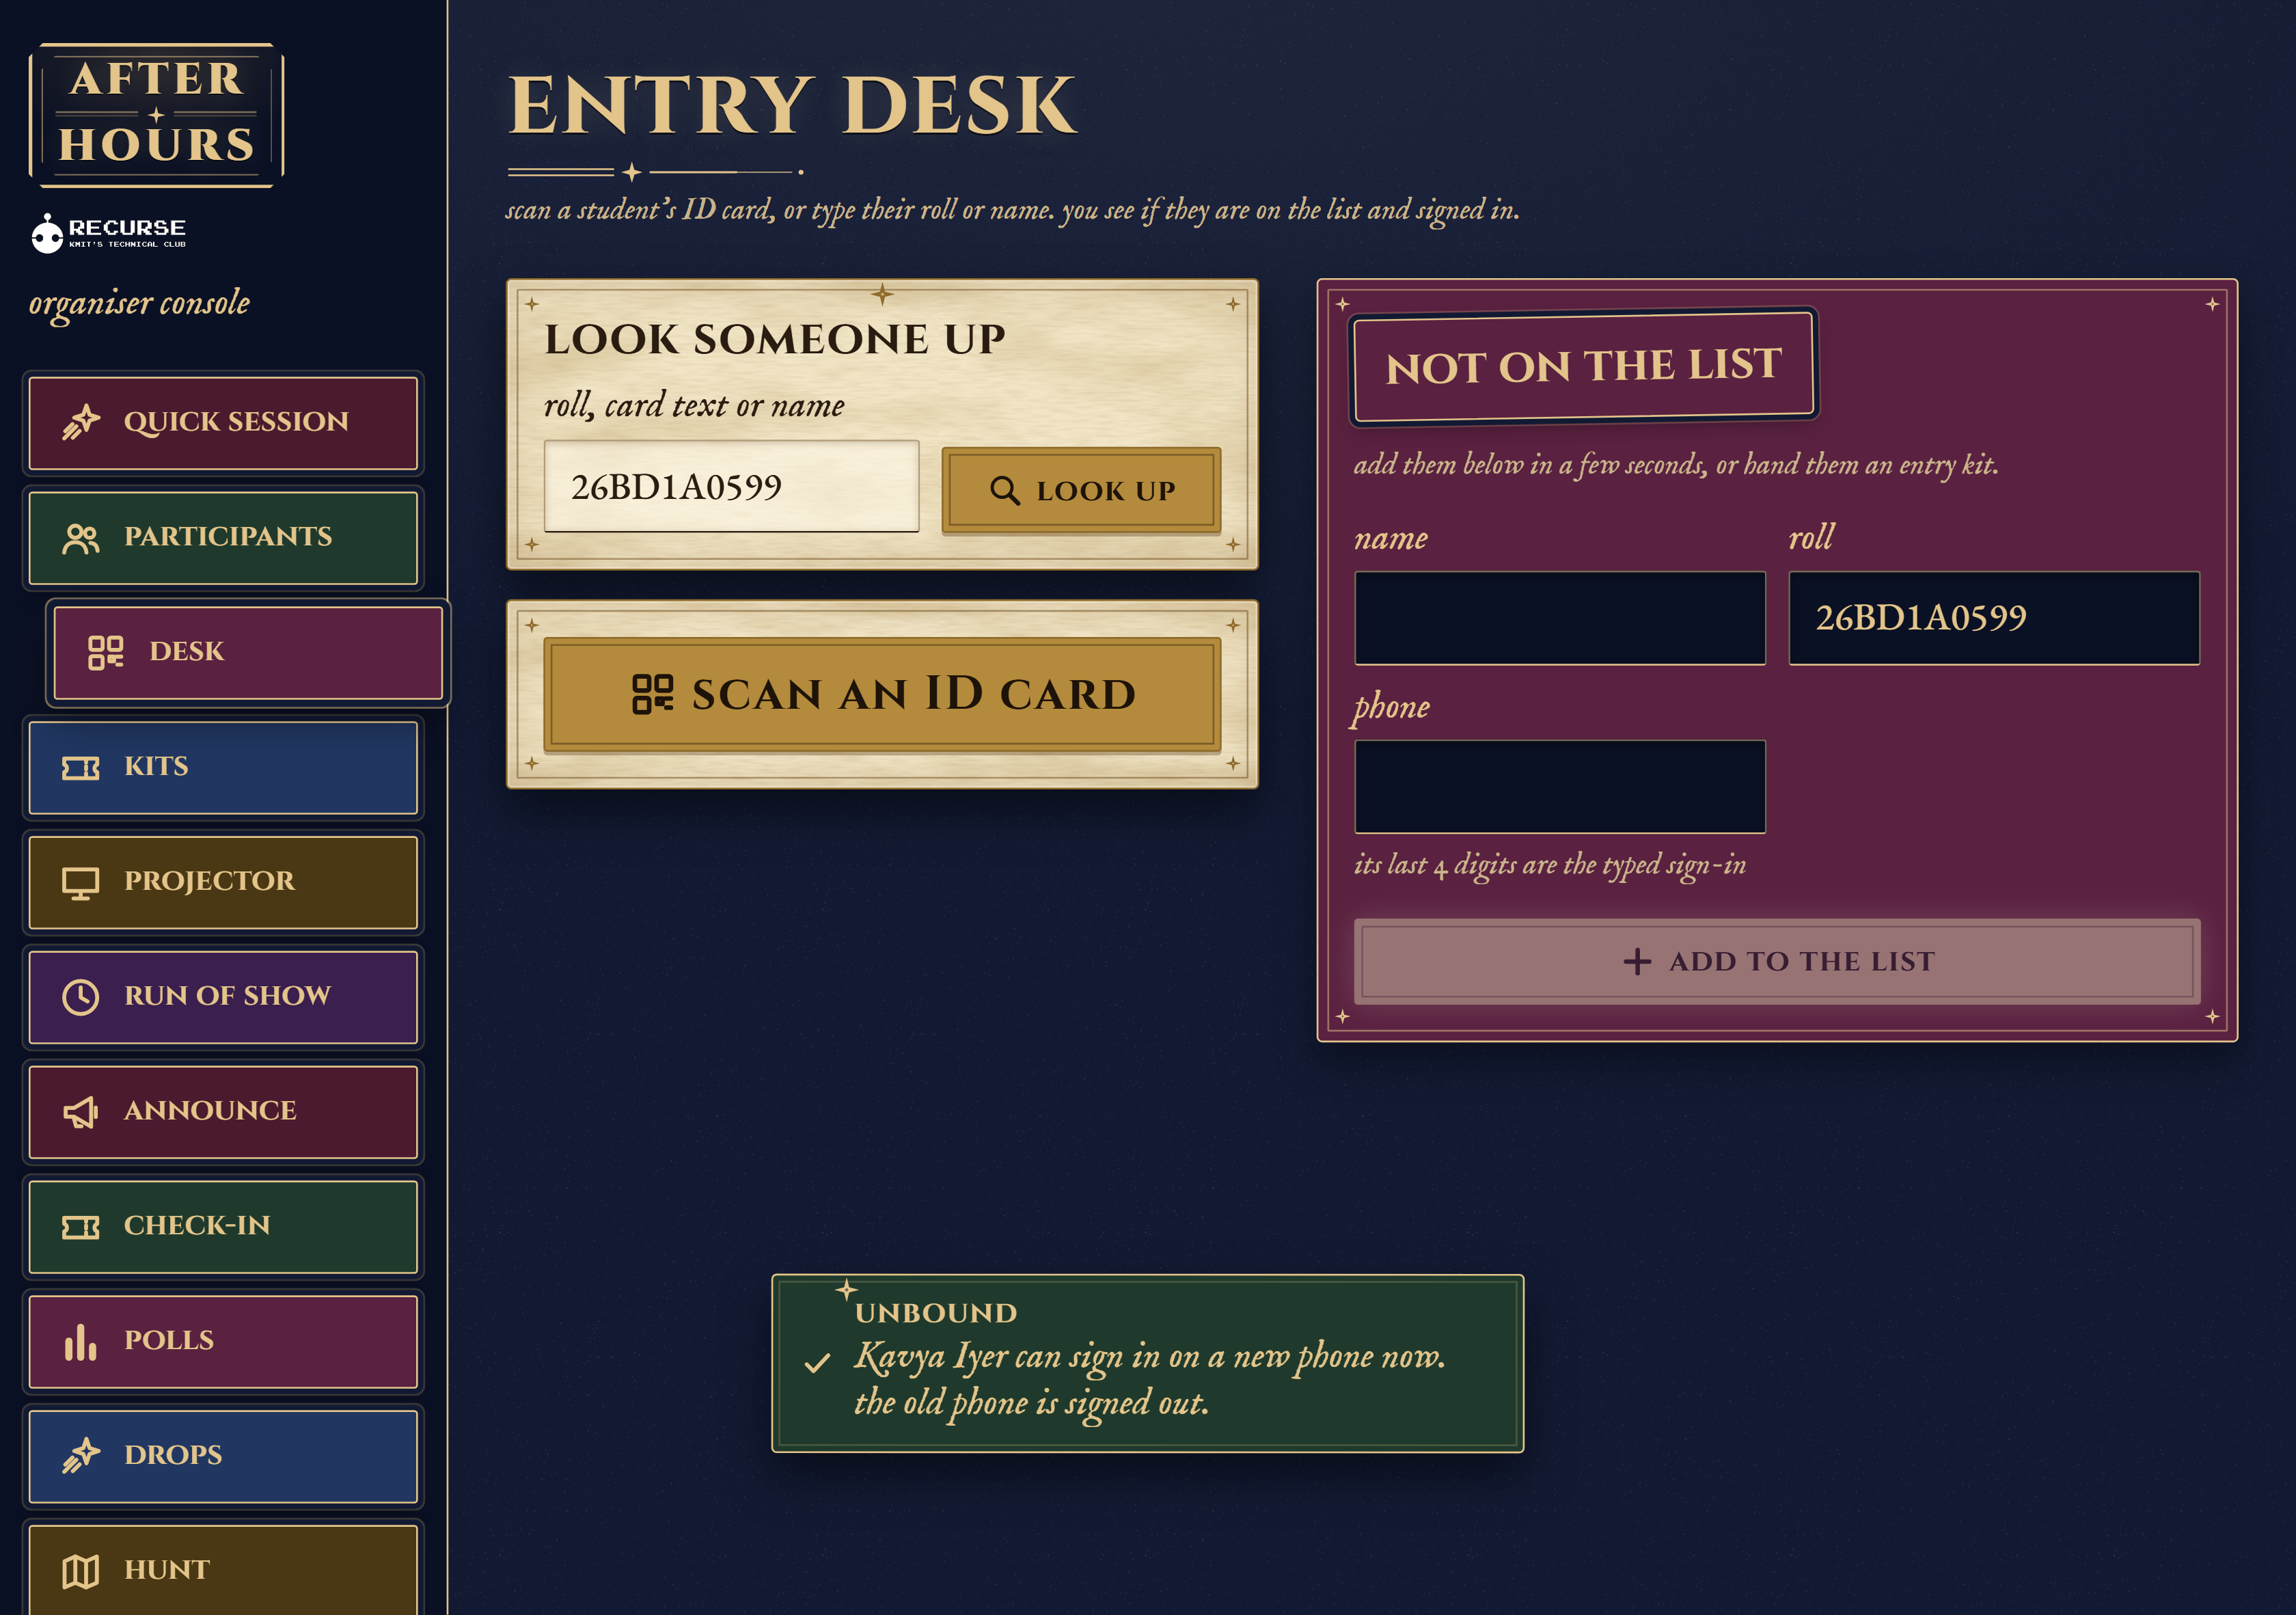 AFTER
HOURS
RECURSE
KMIT'S TECHNICAL CLUB
organiser console
QUICK SESSION
PARTICIPANTS
DESK
KITS
PROJECTOR
RUN OF SHOW
ANNOUNCE
CHECK-IN
POLLS
DROPS
HUNT
ENTRY DESK
scan a student's ID card, or type their roll or name. you see if they are on the list and signed in.
LOOK SOMEONE UP
roll, card text or name
26BD1A0599
LOOK UP
SCAN AN ID CARD
NOT ON THE LIST
add them below in a few seconds, or hand them an entry kit.
name
roll
26BD1A0599
phone
its last 4 digits are the typed sign-in
ADD TO THE LIST
UNBOUND
Kavya Iyer can sign in on a new phone now.
the old phone is signed out.